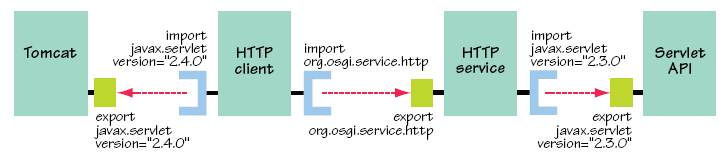 Tomcat
import
javax.servlet
version="2.4.0"
export
javax.servlet
version="2.4.0"
HTTP
client
import
org.osgi.service.http
export
org.osgi.service.http
HTTP
service
import
javax.servlet
version="2.3.0"
export
javax.servlet
version="2.3.0"
Servlet
API